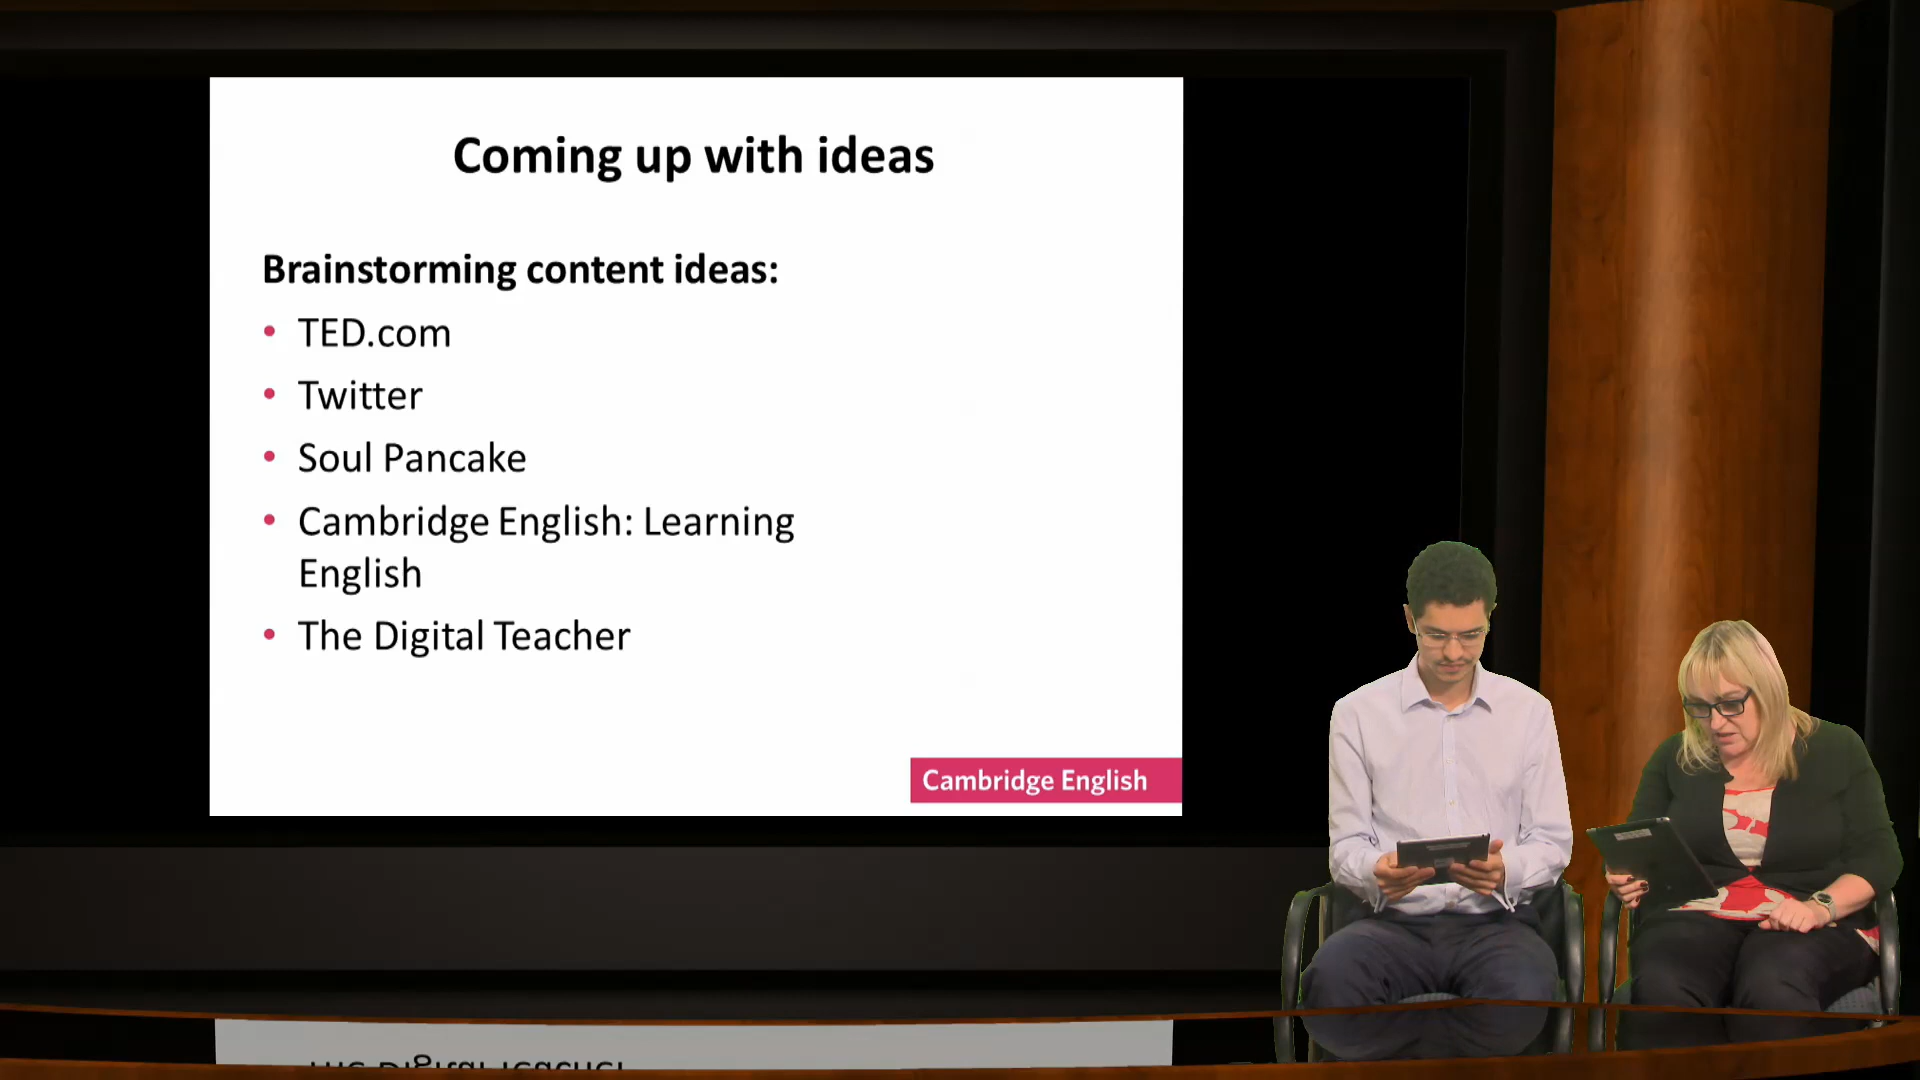 Coming up with ideas
Brainstorming content ideas:
• TED.com
• Twitter
• Soul Pancake
• Cambridge English: Learning
English
• The Digital Teacher
Cambridge English